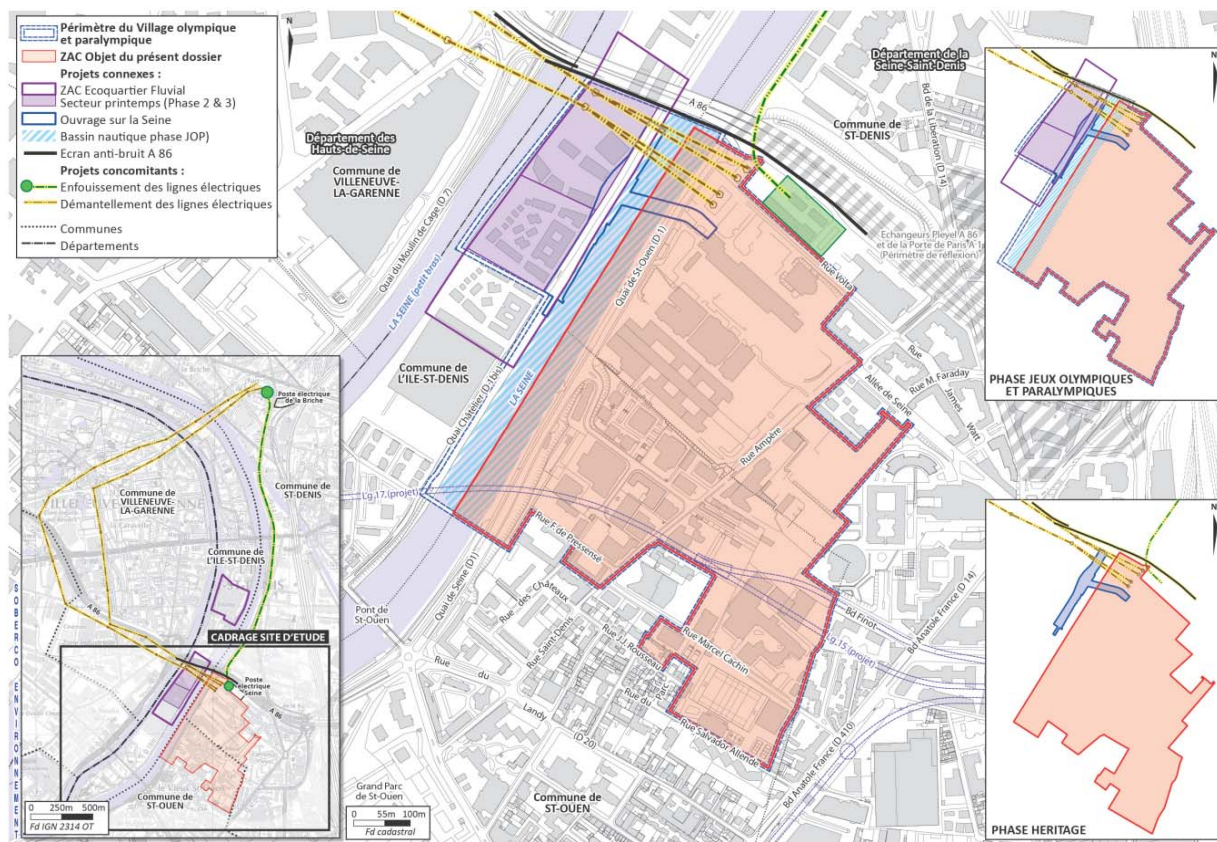 Périmètre du Village olympique
et paralympique
ZAC Objet du présent dossier
Projets connexes :
ZAC Ecoquartier Fluvial
Secteur printemps (Phase 2 & 3)
Ouvrage sur la Seine
Bassin nautique phase JOP)
Ecran anti-bruit A 86
Projets concomitants :
Enfouissement des lignes électriques
Démantellement des lignes électriques
Communes
Départements
N
Département des
Hauts-de-Seine
Commune de
VILLENEUVE-
LA-GARENNE
Quai du Moulin de Cage (D 7)
LA SEINE (petit bras)
A 86
Département de la
Seine-Saint-Denis
Bd de la Libération (D 14)
Commune de
ST-DENIS
Echangeurs Pleyel A 86
et de la Porte de Paris A 1
(Périmètre de réflexion)
Quai de St-Ouen (D 1)
Rue Volta
Commune de
L'ILE-ST-DENIS
Quai Châtelier (D 1bis)
LA SEINE
Rue Ampère
Allée de Seine
Rue M. Faraday
Rue
James
Watt
Lg.17 (projet)
Rue F. de Pressensé
Quai de Seine (D1)
Pont de
St-Ouen
Rue des Châteaux
Rue Saint-Denis
Rue J.J. Rousseau
Rue du
Parc
Rue Marcel Cachin
Bd Finot
Lg.15 (projet)
Bd Anatole France (D 14)
Rue Salvador Allende
Bd Anatole France (D 410)
Rue
du
Landy
(D 20)
Grand Parc
de St-Ouen
Commune de
ST-OUEN
0 55m 100m
Fd cadastral
N
PHASE JEUX OLYMPIQUES
ET PARALYMPIQUES
N
PHASE HERITAGE
la Briche
Poste électrique
de la Briche
Commune de
VILLENEUVE-
LA-GARENNE
Commune de
ST-DENIS
Commune de
L'ILE-ST-DENIS
A 86
CADRAGE SITE D'ETUDE
Poste
électrique
Seine
A 86
Commune de
ST-OUEN
0 250m 500m
Fd IGN 2314 OT
SOBERCO ENVIRONNEMENT